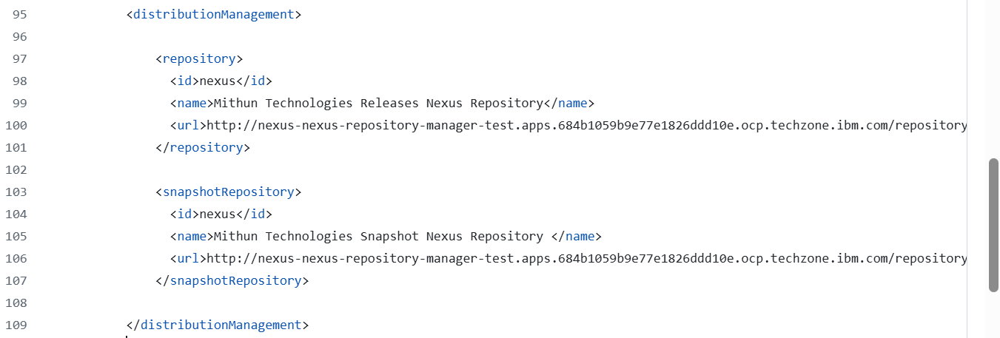 95 <distributionManagement>
96
97 <repository>
98 <id>nexus</id>
99 <name>Mithun Technologies Releases Nexus Repository</name>
100 <url>http://nexus-nexus-repository-manager-test.apps.684b1059b9e77e1826ddd10e.ocp.techzone.ibm.com/repository
101 </repository>
102
103 <snapshotRepository>
104 <id>nexus</id>
105 <name>Mithun Technologies Snapshot Nexus Repository </name>
106 <url>http://nexus-nexus-repository-manager-test.apps.684b1059b9e77e1826ddd10e.ocp.techzone.ibm.com/repository
107 </snapshotRepository>
108
109 </distributionManagement>